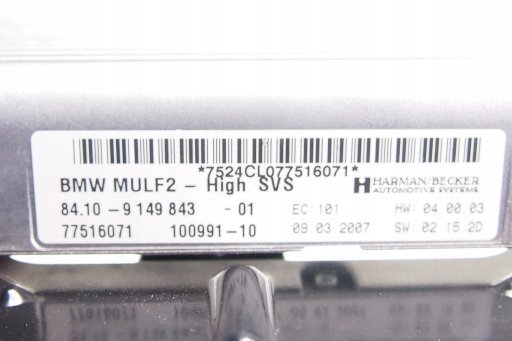 *7524CL077516071*
BMW MULF2 - High SVS HARMAN/BECKER
AUTOMOTIVE SYSTEMS
84.10 - 9 149 843 - 01 EC: 101 HW: 04.00.03
77516071 100991-10 09.03.2007 SW: 02.15.20